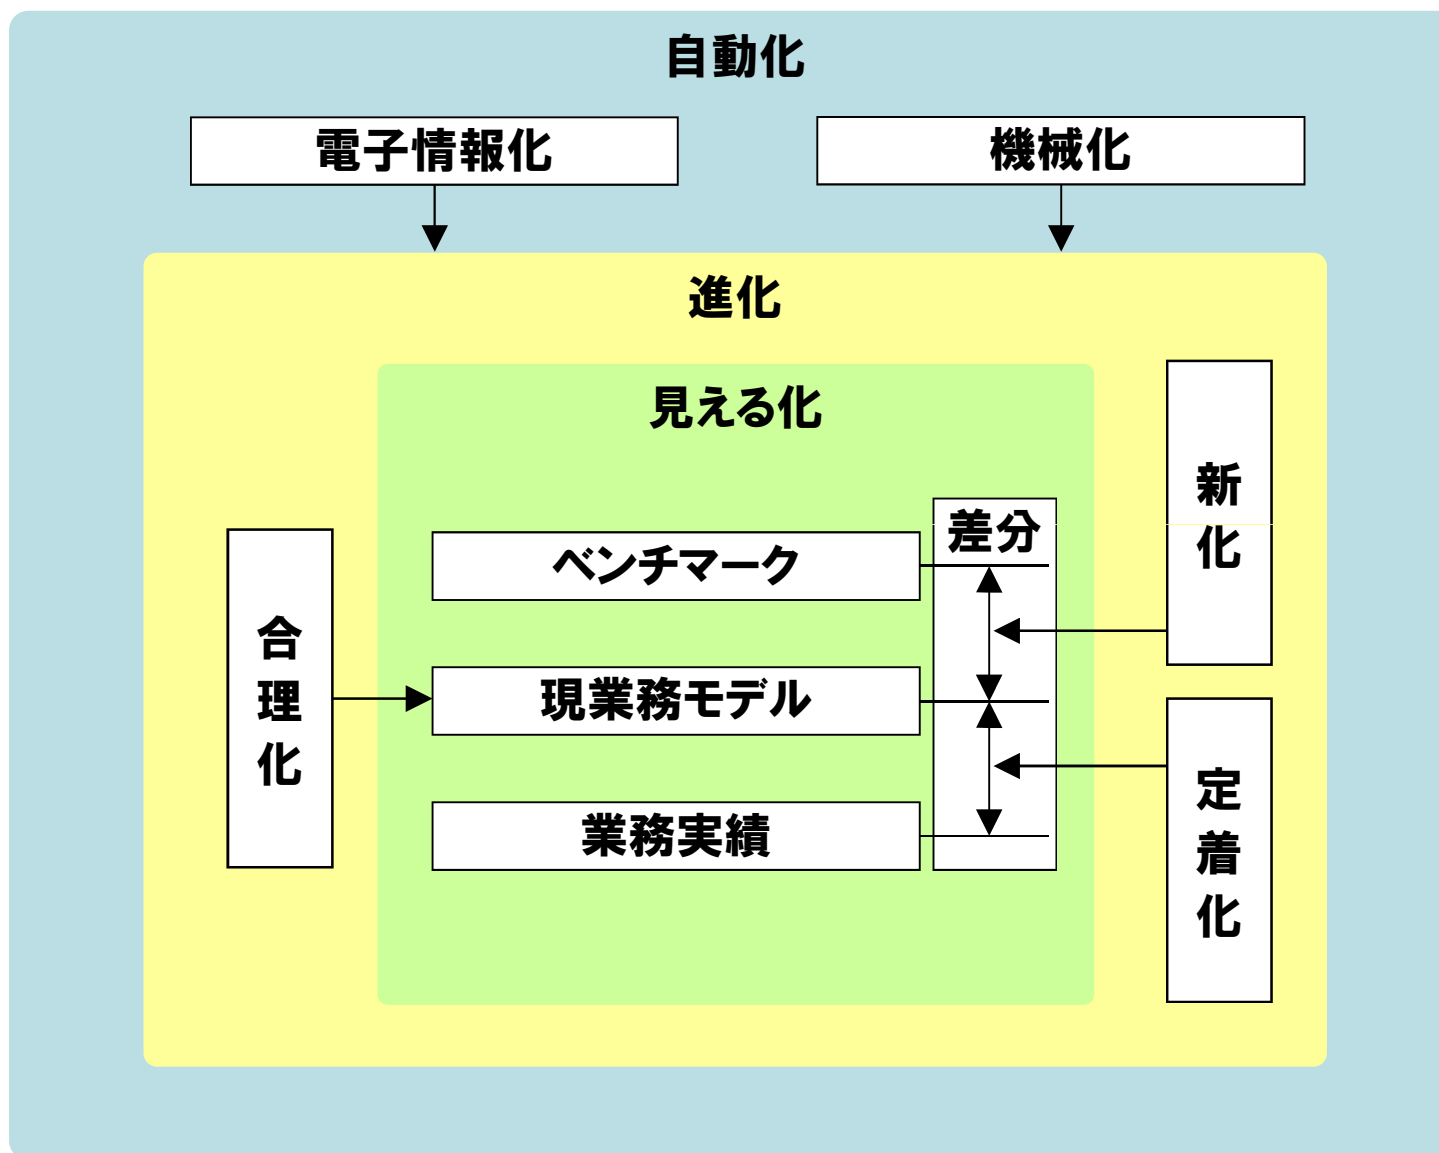 自動化
電子情報化
機械化
進化
見える化
新化
差分
ベンチマーク
合理化
現業務モデル
定着化
業務実績